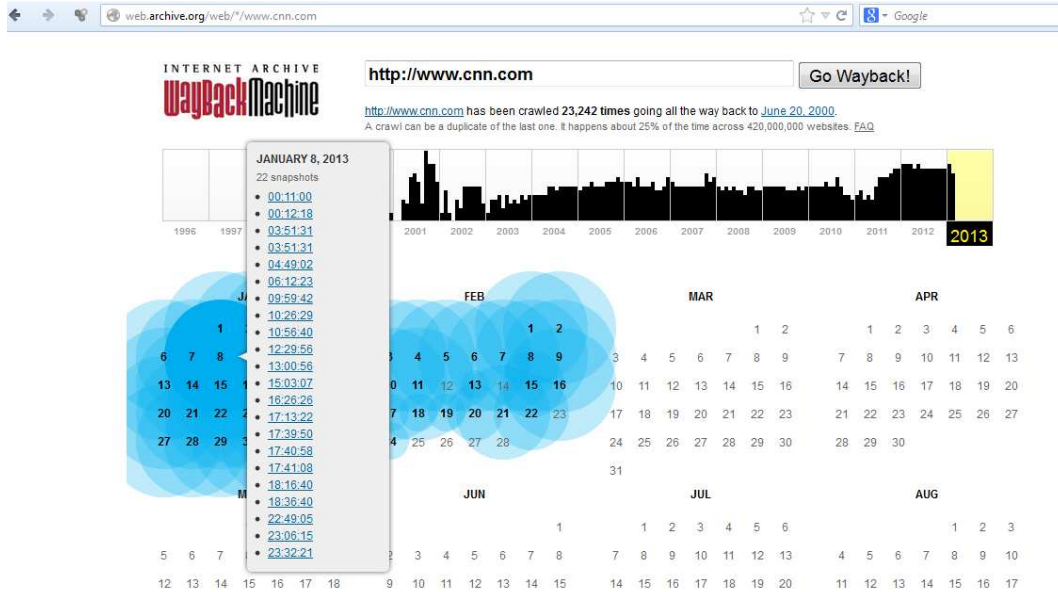 web.archive.org/web/*/www.cnn.com
Google
INTERNET ARCHIVE
WayBackMachine
http://www.cnn.com
Go Wayback!
http://www.cnn.com has been crawled 23,242 times going all the way back to June 20, 2000.
A crawl can be a duplicate of the last one. It happens about 25% of the time across 420,000,000 websites. FAQ
1996 1997 2001 2002 2003 2004 2005 2006 2007 2008 2009 2010 2011 2012 2013
JANUARY 8, 2013
22 snapshots
• 00:11:00
• 00:12:18
• 03:51:31
• 03:51:31
• 04:49:02
• 06:12:23
• 09:59:42
• 10:26:29
• 10:56:40
• 12:29:56
• 13:00:56
• 15:03:07
• 16:26:26
• 17:13:22
• 17:39:50
• 17:40:58
• 17:41:08
• 18:16:40
• 18:36:40
• 22:49:05
• 23:06:15
• 23:32:21
1
6 7 8
13 14 15
20 21 22
27 28 29
FEB
1 2
4 5 6 7 8 9
11 12 13 14 15 16
18 19 20 21 22 23
25 26 27 28
MAR
1 2
3 4 5 6 7 8 9
10 11 12 13 14 15 16
17 18 19 20 21 22 23
24 25 26 27 28 29 30
31
APR
1 2 3 4 5 6
7 8 9 10 11 12 13
14 15 16 17 18 19 20
21 22 23 24 25 26 27
28 29 30
5 6 7
12 13 14 15 16 17 18
JUN
1
3 4 5 6 7 8
9 10 11 12 13 14 15
JUL
1 2 3 4 5 6
7 8 9 10 11 12 13
14 15 16 17 18 19 20
AUG
1 2 3
4 5 6 7 8 9 10
11 12 13 14 15 16 17